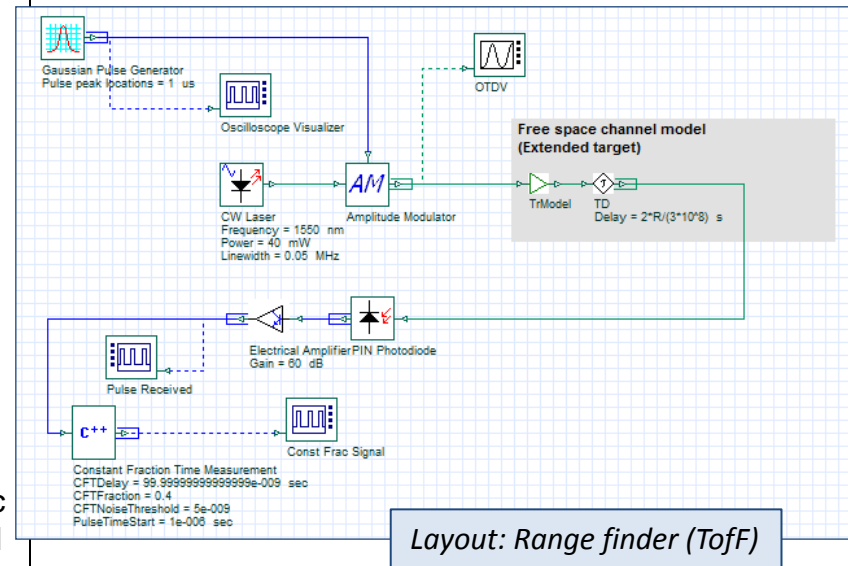 Gaussian Pulse Generator
Pulse peak locations = 1 us
OTDV
Oscilloscope Visualizer
Free space channel model
(Extended target)
AM
CW Laser
Frequency = 1550 nm
Power = 40 mW
Linewidth = 0.05 MHz
Amplitude Modulator
TrModel
T
TD
Delay = 2*R/(3*10^8) s
Electrical Amplifier
Gain = 60 dB
PIN Photodiode
Pulse Received
C++
Const Frac Signal
Constant Fraction Time Measurement
CFTDelay = 99.99999999999999e-009 sec
CFTFraction = 0.4
CFTNoiseThreshold = 5e-009
PulseTimeStart = 1e-006 sec
c
Layout: Range finder (TofF)